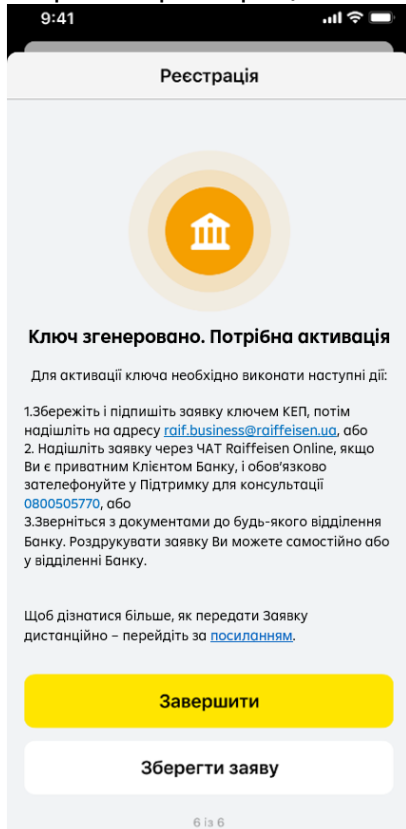 9:41
Реєстрація
Ключ згенеровано. Потрібна активація
Для активації ключа необхідно виконати наступні дії:
1.Збережіть і підпишіть заявку ключем КЕП, потім
надішліть на адресу raif.business@raiffeisen.ua, або
2. Надішліть заявку через ЧАТ Raiffeisen Online, якщо
Ви є приватним Клієнтом Банку, і обов'язково
зателефонуйте у Підтримку для консультації
0800505770, або
3.Зверніться з документами до будь-якого відділення
Банку. Роздрукувати заявку Ви можете самостійно або
у відділенні Банку.
Щоб дізнатися більше, як передати Заявку
дистанційно – перейдіть за посиланням.
Завершити
Зберегти заяву
6 із 6